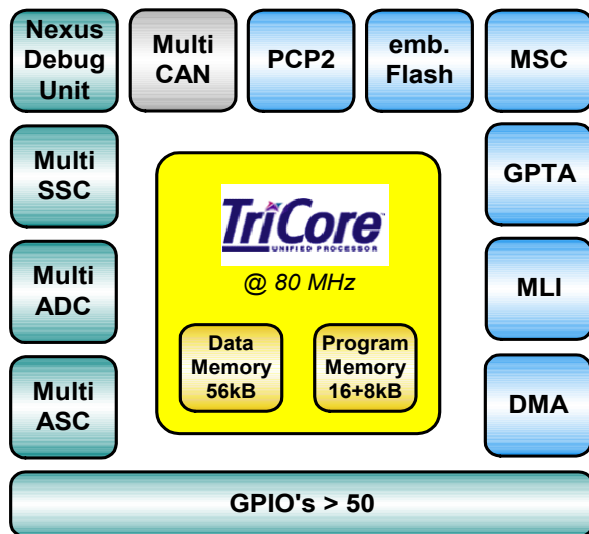 Nexus
Debug
Unit
Multi
CAN
PCP2
emb.
Flash
MSC
Multi
SSC
GPTA
TriCore™
UNIFIED PROCESSOR
@ 80 MHz
Multi
ADC
MLI
Data
Memory
56kB
Program
Memory
16+8kB
Multi
ASC
DMA
GPIO's > 50